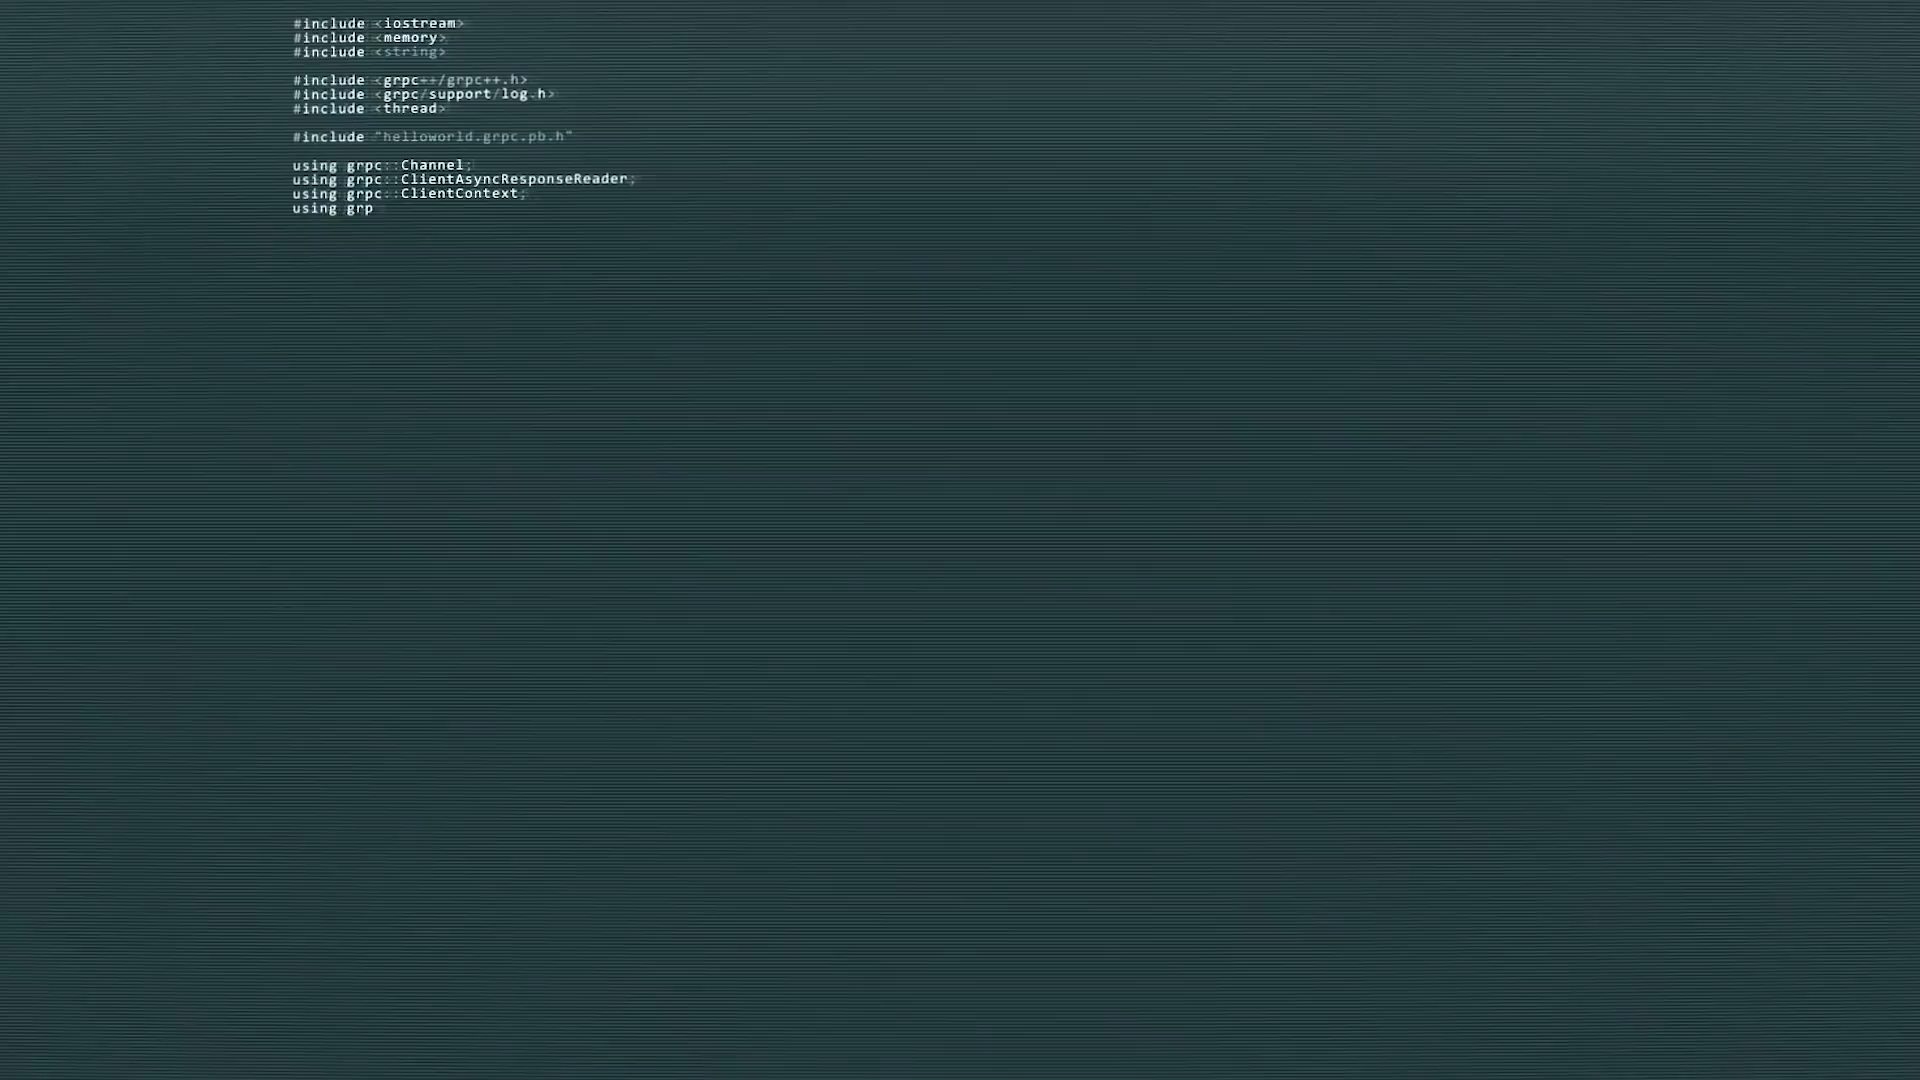 #include <iostream>
#include <memory>
#include <string>
#include <grpc++/grpc++.h>
#include <grpc/support/log.h>
#include <thread>
#include "helloworld.grpc.pb.h"
using grpc::Channel;
using grpc::ClientAsyncResponseReader;
using grpc::ClientContext;
using grp